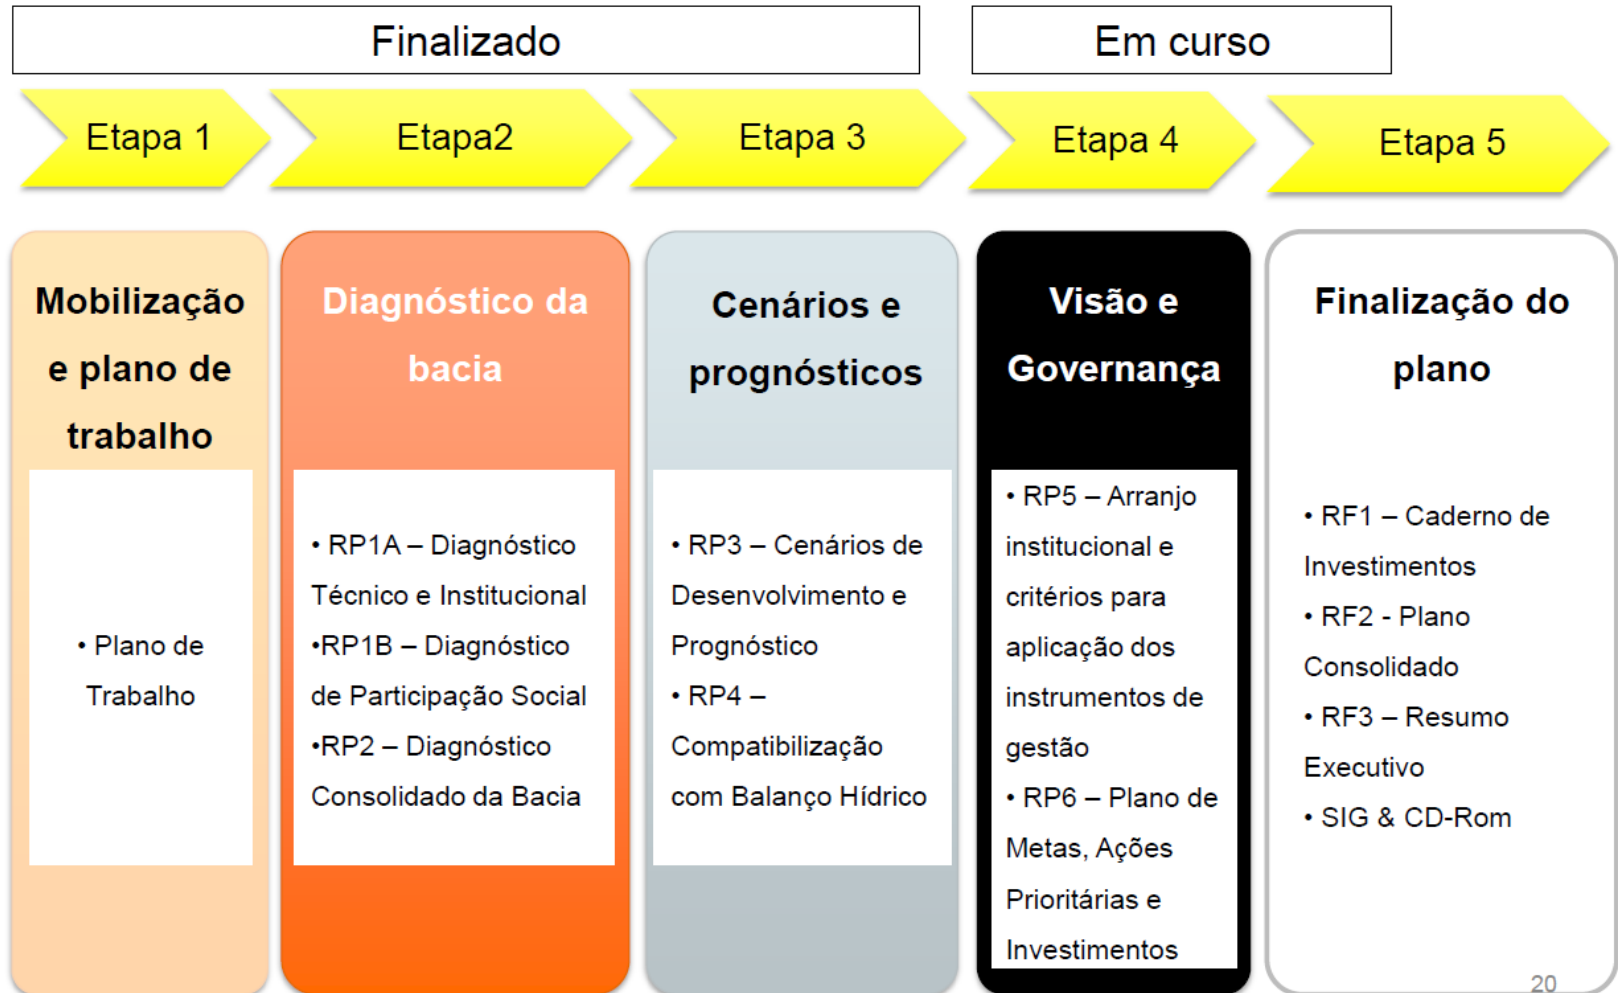 Finalizado
Em curso
Etapa 1
Etapa2
Etapa 3
Etapa 4
Etapa 5
Mobilização
e plano de
trabalho
• Plano de
Trabalho
Diagnóstico da
bacia
• RP1A – Diagnóstico
Técnico e Institucional
•RP1B – Diagnóstico
de Participação Social
•RP2 – Diagnóstico
Consolidado da Bacia
Cenários e
prognósticos
• RP3 – Cenários de
Desenvolvimento e
Prognóstico
• RP4 –
Compatibilização
com Balanço Hídrico
Visão e
Governança
• RP5 – Arranjo
institucional e
critérios para
aplicação dos
instrumentos de
gestão
• RP6 – Plano de
Metas, Ações
Prioritárias e
Investimentos
Finalização do
plano
• RF1 – Caderno de
Investimentos
• RF2 - Plano
Consolidado
• RF3 – Resumo
Executivo
• SIG & CD-Rom
20